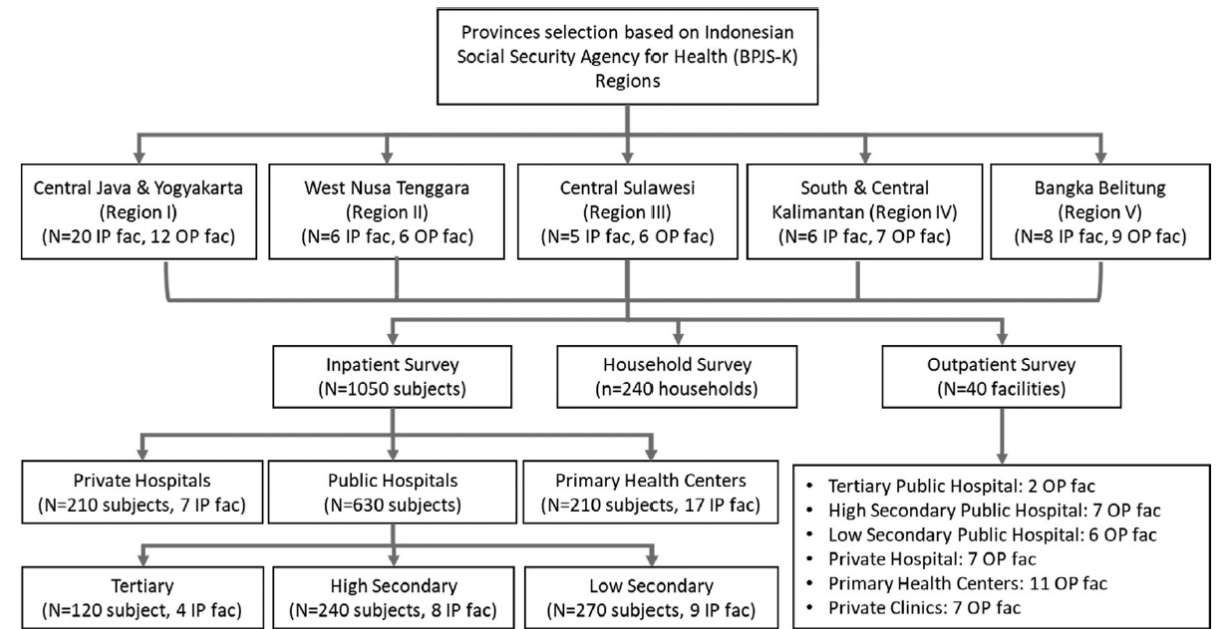 Provinces selection based on Indonesian
Social Security Agency for Health (BPJS-K)
Regions
Central Java & Yogyakarta
(Region I)
(N=20 IP fac, 12 OP fac)
West Nusa Tenggara
(Region II)
(N=6 IP fac, 6 OP fac)
Central Sulawesi
(Region III)
(N=5 IP fac, 6 OP fac)
South & Central
Kalimantan (Region IV)
(N=6 IP fac, 7 OP fac)
Bangka Belitung
(Region V)
(N=8 IP fac, 9 OP fac)
Inpatient Survey
(N=1050 subjects)
Household Survey
(n=240 households)
Outpatient Survey
(N=40 facilities)
Private Hospitals
(N=210 subjects, 7 IP fac)
Public Hospitals
(N=630 subjects)
Primary Health Centers
(N=210 subjects, 17 IP fac)
Tertiary
(N=120 subject, 4 IP fac)
High Secondary
(N=240 subjects, 8 IP fac)
Low Secondary
(N=270 subjects, 9 IP fac)
• Tertiary Public Hospital: 2 OP fac
• High Secondary Public Hospital: 7 OP fac
• Low Secondary Public Hospital: 6 OP fac
• Private Hospital: 7 OP fac
• Primary Health Centers: 11 OP fac
• Private Clinics: 7 OP fac